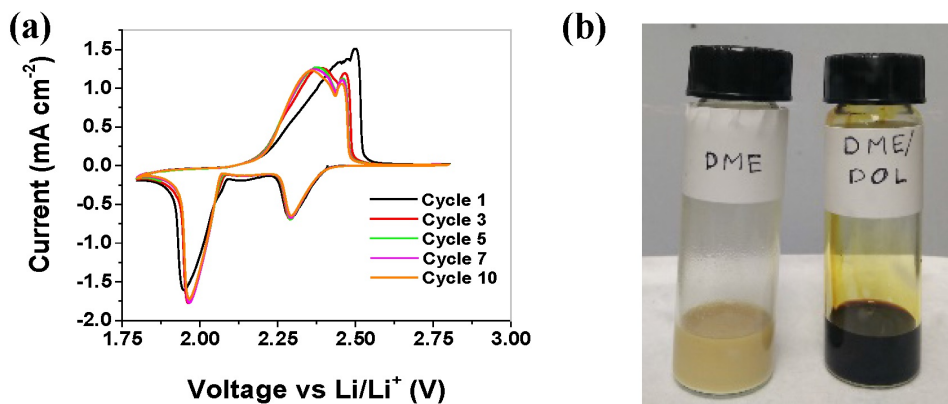 (a)
1.5
1.0
0.5
0.0
-0.5
-1.0
-1.5
-2.0
Current (mA cm⁻²)
Cycle 1
Cycle 3
Cycle 5
Cycle 7
Cycle 10
1.75 2.00 2.25 2.50 2.75 3.00
Voltage vs Li/Li⁺ (V)
(b)
DME
DME/
DOL